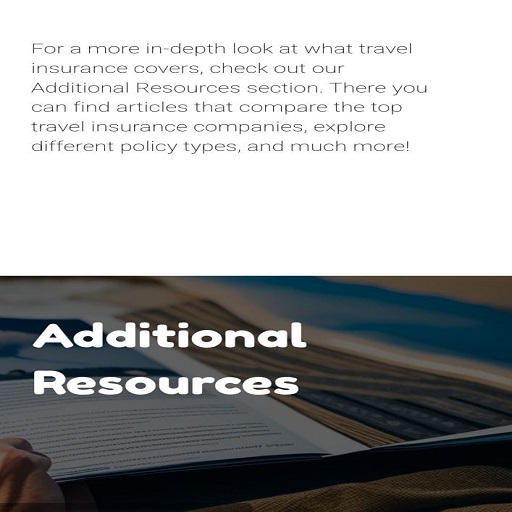 For a more in-depth look at what travel
insurance covers, check out our
Additional Resources section. There you
can find articles that compare the top
travel insurance companies, explore
different policy types, and much more!
Additional
Resources